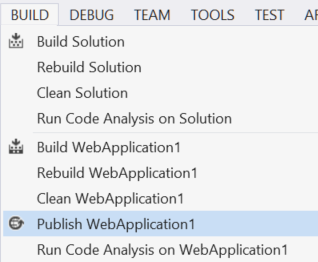 BUILD DEBUG TEAM TOOLS TEST
Build Solution
Rebuild Solution
Clean Solution
Run Code Analysis on Solution
Build WebApplication1
Rebuild WebApplication1
Clean WebApplication1
Publish WebApplication1
Run Code Analysis on WebApplication1